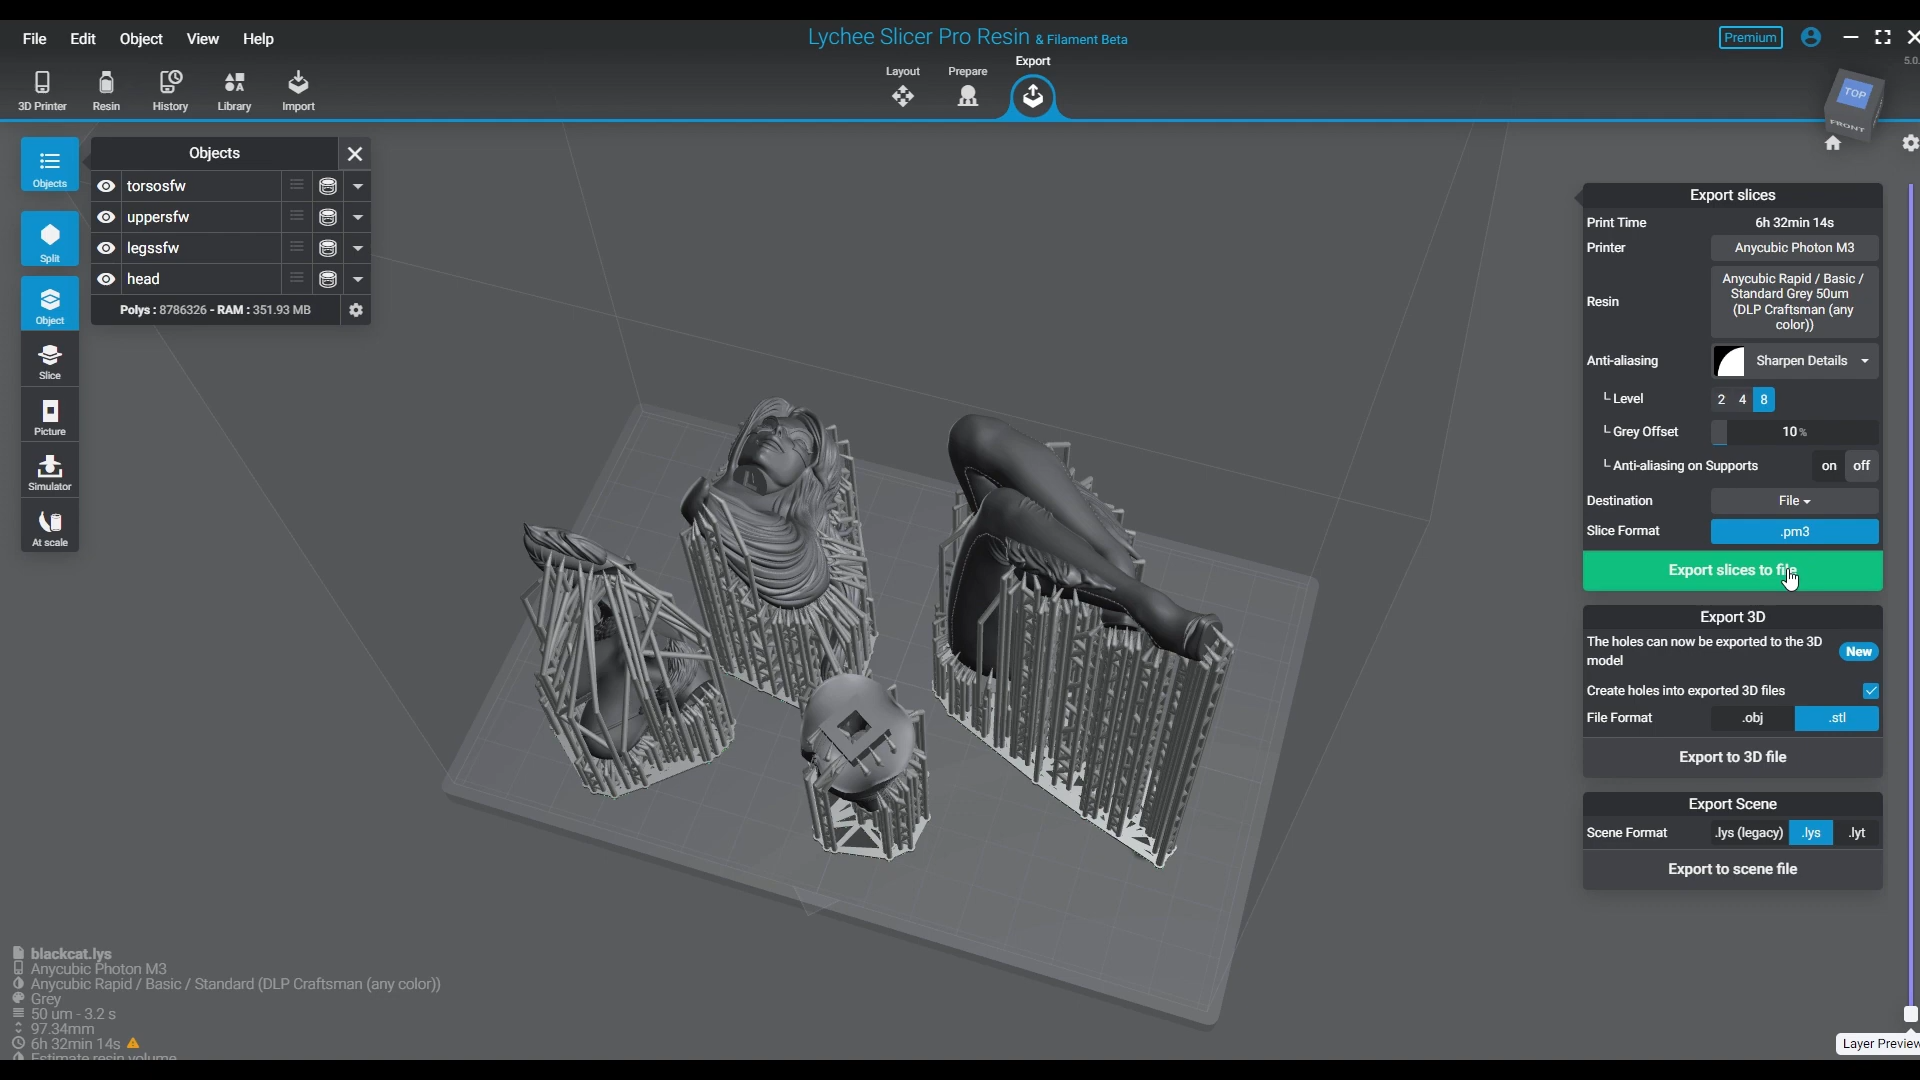 File Edit Object View Help
Lychee Slicer Pro Resin & Filament Beta
Premium
5.0.
3D Printer Resin History Library Import
Layout Prepare Export
TOP
FRONT
Objects
Split
Object
Slice
Picture
Simulator
At scale
Objects
torsosfw
uppersfw
legssfw
head
Polys : 8786326 - RAM : 351.93 MB
Export slices
Print Time 6h 32min 14s
Printer Anycubic Photon M3
Resin Anycubic Rapid / Basic /
Standard Grey 50um
(DLP Craftsman (any
color))
Anti-aliasing Sharpen Details
Level 2 4 8
Grey Offset 10 %
Anti-aliasing on Supports on off
Destination File
Slice Format .pm3
Export slices to file
Export 3D
The holes can now be exported to the 3D
model
New
Create holes into exported 3D files
File Format .obj .stl
Export to 3D file
Export Scene
Scene Format .lys (legacy) .lys .lyt
Export to scene file
blackcat.lys
Anycubic Photon M3
Anycubic Rapid / Basic / Standard (DLP Craftsman (any color))
Grey
50 um - 3.2 s
97.34mm
6h 32min 14s
Estimate resin volume
Layer Preview